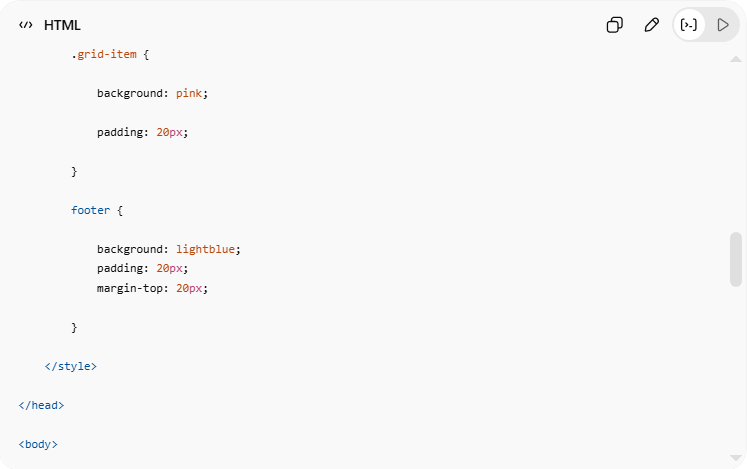 HTML
.grid-item {
background: pink;
padding: 20px;
}
footer {
background: lightblue;
padding: 20px;
margin-top: 20px;
}
</style>
</head>
<body>